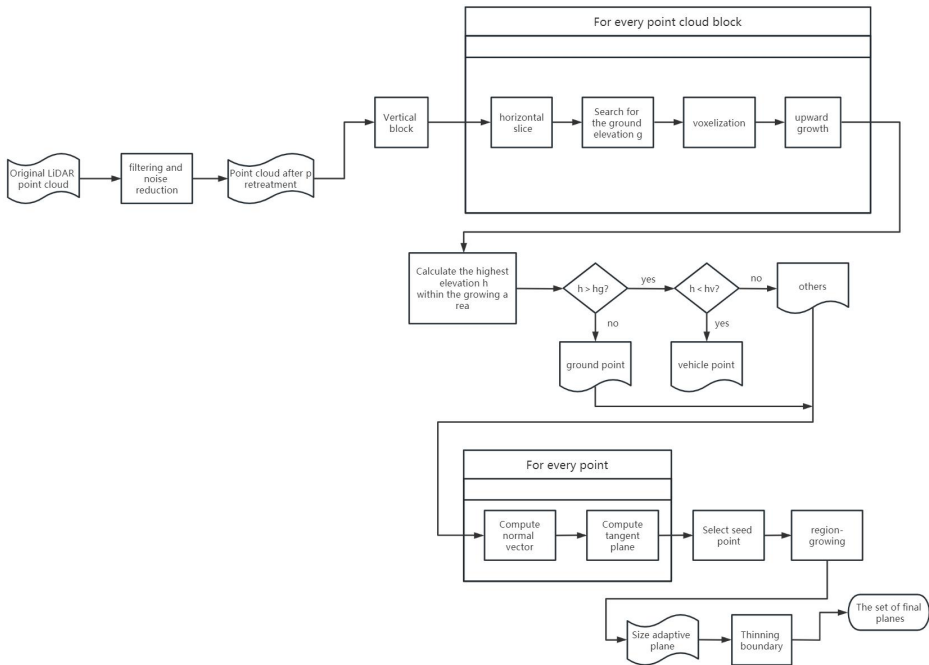 For every point cloud block
Vertical
block
horizontal
slice
Search for
the ground
elevation g
voxelization
upward
growth
Original LiDAR
point cloud
filtering and
noise
reduction
Point cloud after p
retreatment
Calculate the highest
elevation h
within the growing a
rea
h > hg?
yes
h < hv?
no
others
no
yes
ground point
vehicle point
For every point
Compute
normal
vector
Compute
tangent
plane
Select seed
point
region-
growing
Size adaptive
plane
Thinning
boundary
The set of final
planes